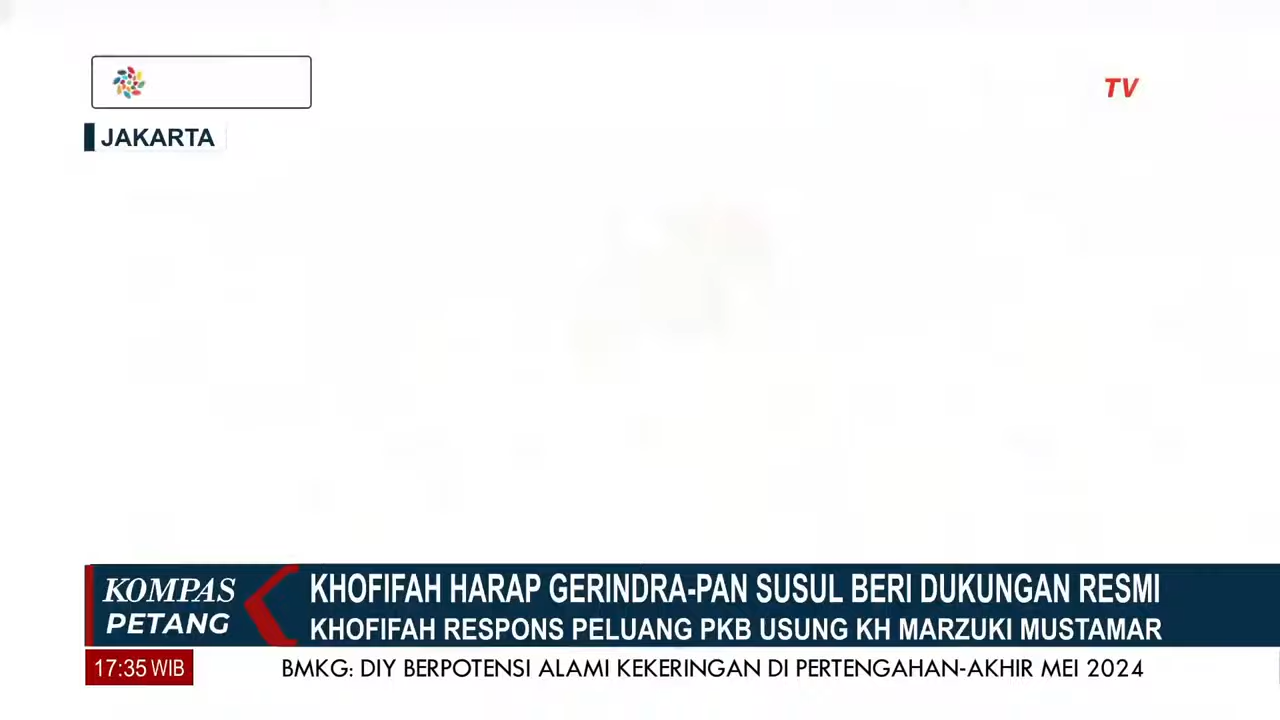 TV
JAKARTA
KOMPAS
PETANG
KHOFIFAH HARAP GERINDRA-PAN SUSUL BERI DUKUNGAN RESMI
KHOFIFAH RESPONS PELUANG PKB USUNG KH MARZUKI MUSTAMAR
17:35 WIB
BMKG: DIY BERPOTENSI ALAMI KEKERINGAN DI PERTENGAHAN-AKHIR MEI 2024